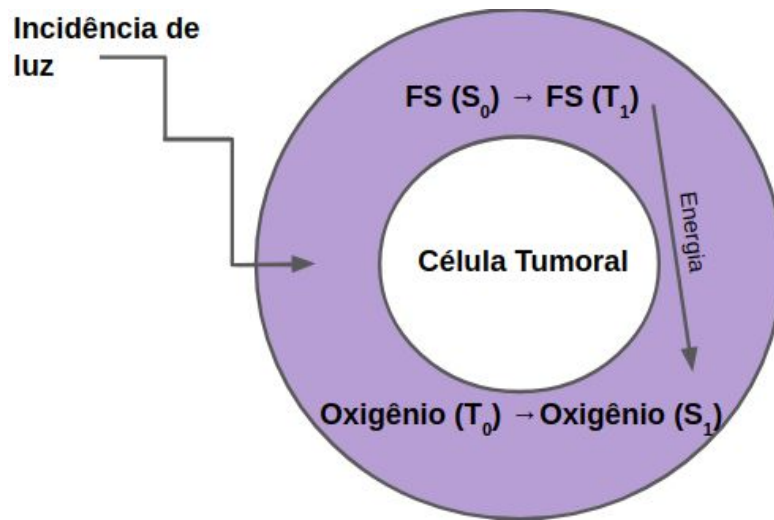 Incidência de
luz
FS (S₀) → FS (T₁)
Energia
Célula Tumoral
Oxigênio (T₀) →Oxigênio (S₁)